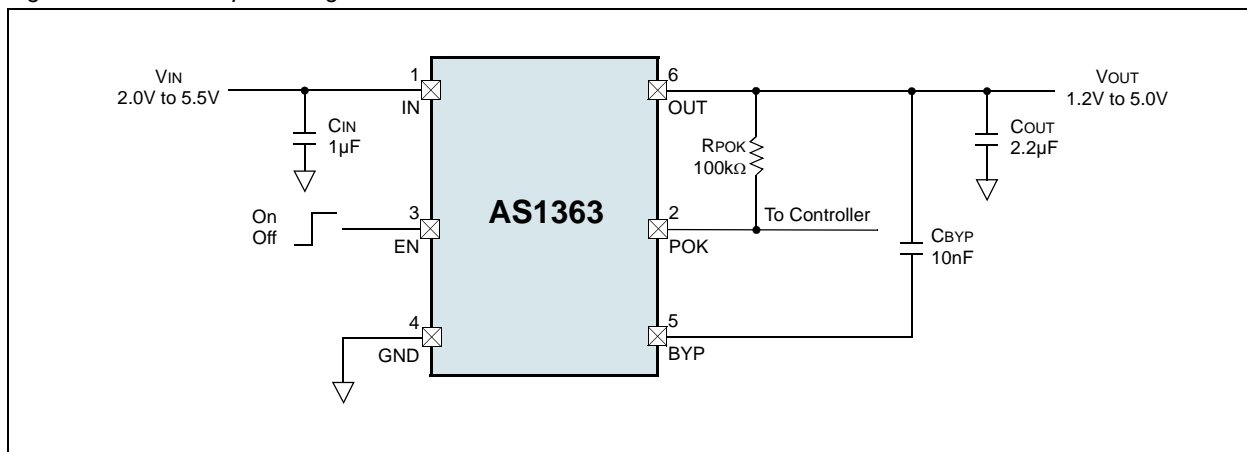 VIN
2.0V to 5.5V
1
IN
CIN
1µF
On
Off
3
EN
4
GND
AS1363
6
OUT
RPOK
100kΩ
2
POK
To Controller
5
BYP
CBYP
10nF
COUT
2.2µF
VOUT
1.2V to 5.0V